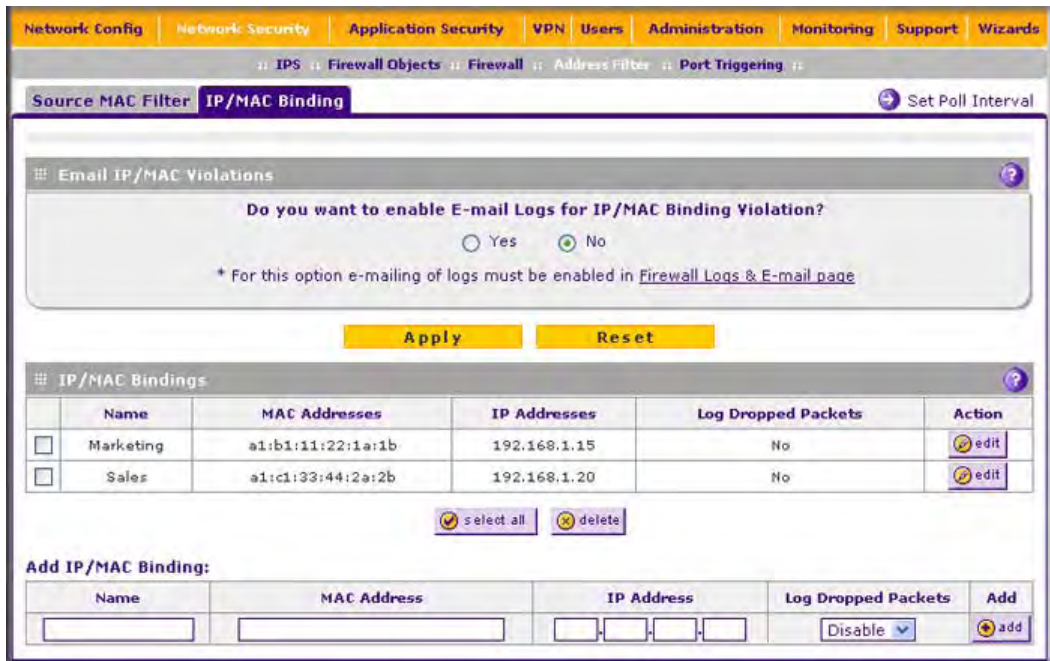 Network Config Network Security Application Security VPN Users Administration Monitoring Support Wizards
:: IPS :: Firewall Objects :: Firewall :: Address Filter :: Port Triggering ::
Source MAC Filter IP/MAC Binding Set Poll Interval
Email IP/MAC Violations ?
Do you want to enable E-mail Logs for IP/MAC Binding Violation?
Yes No
* For this option e-mailing of logs must be enabled in Firewall Logs & E-mail page
Apply Reset
IP/MAC Bindings ?
Name MAC Addresses IP Addresses Log Dropped Packets Action
Marketing a1:b1:11:22:1a:1b 192.168.1.15 No edit
Sales a1:c1:33:44:2a:2b 192.168.1.20 No edit
select all delete
Add IP/MAC Binding:
Name MAC Address IP Address Log Dropped Packets Add
. . . Disable add